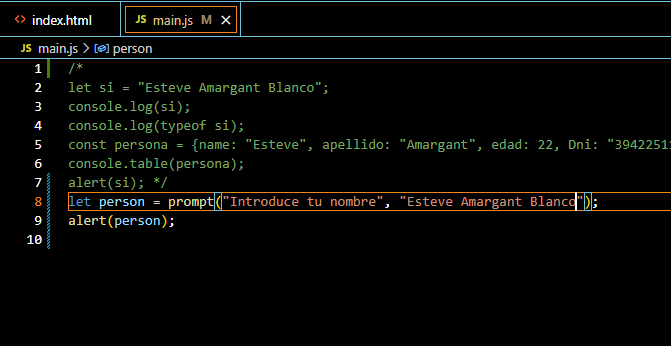 <> index.html JS main.js M ×
JS main.js > person
1 /*
2 let si = "Esteve Amargant Blanco";
3 console.log(si);
4 console.log(typeof si);
5 const persona = {name: "Esteve", apellido: "Amargant", edad: 22, Dni: "3942251
6 console.table(persona);
7 alert(si); */
8 let person = prompt("Introduce tu nombre", "Esteve Amargant Blanco");
9 alert(person);
10